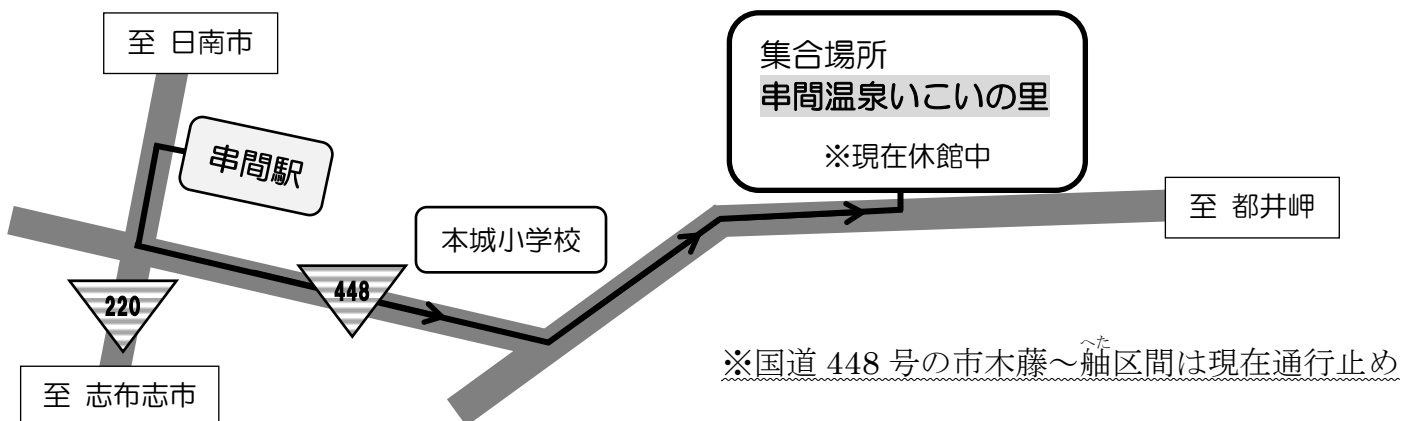 至 日南市
集合場所
串間温泉いこいの里
※現在休館中
串間駅
至 都井岬
本城小学校
448
220
へた
※国道 448 号の市木藤～舳区間は現在通行止め
至 志布志市